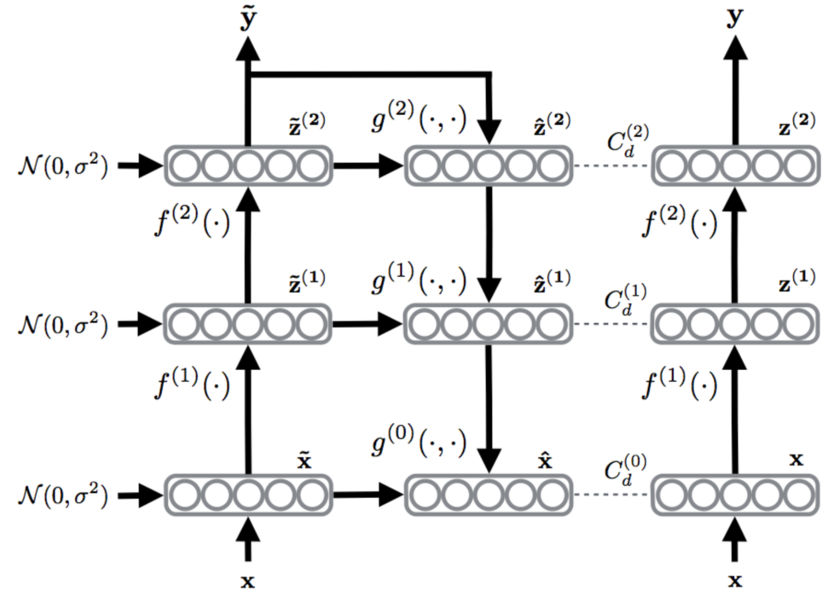 ỹ y
g⁽²⁾(·,·) z̃⁽²⁾ ẑ⁽²⁾ C_d⁽²⁾ z⁽²⁾
𝒩(0, σ²)
f⁽²⁾(·) f⁽²⁾(·)
z̃⁽¹⁾ g⁽¹⁾(·,·) ẑ⁽¹⁾ C_d⁽¹⁾ z⁽¹⁾
𝒩(0, σ²)
f⁽¹⁾(·) f⁽¹⁾(·)
x̃ g⁽⁰⁾(·,·) x̂ C_d⁽⁰⁾ x
𝒩(0, σ²)
x x